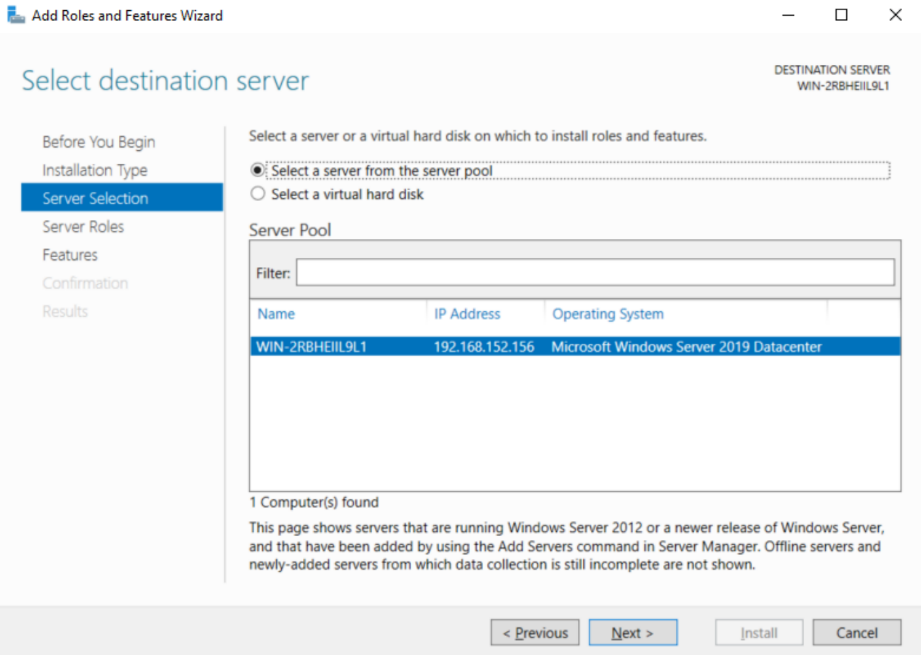 Add Roles and Features Wizard
Select destination server
DESTINATION SERVER
WIN-2RBHEIIL9L1
Before You Begin
Installation Type
Server Selection
Server Roles
Features
Confirmation
Results
Select a server or a virtual hard disk on which to install roles and features.
Select a server from the server pool
Select a virtual hard disk
Server Pool
Filter:
Name IP Address Operating System
WIN-2RBHEIIL9L1 192.168.152.156 Microsoft Windows Server 2019 Datacenter
1 Computer(s) found
This page shows servers that are running Windows Server 2012 or a newer release of Windows Server,
and that have been added by using the Add Servers command in Server Manager. Offline servers and
newly-added servers from which data collection is still incomplete are not shown.
< Previous Next > Install Cancel